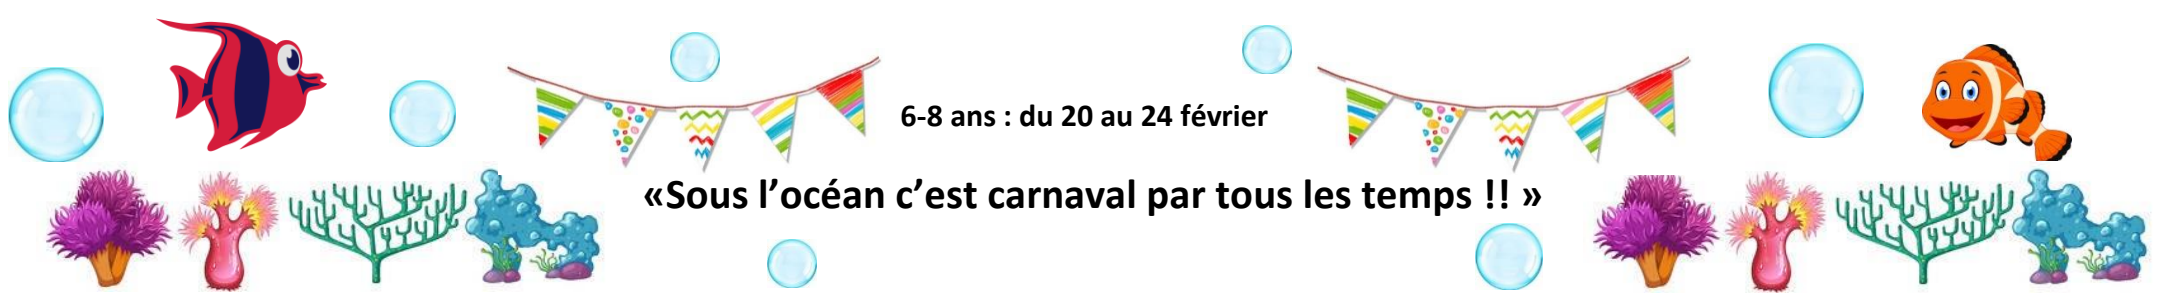 6-8 ans : du 20 au 24 février
«Sous l’océan c’est carnaval par tous les temps !! »